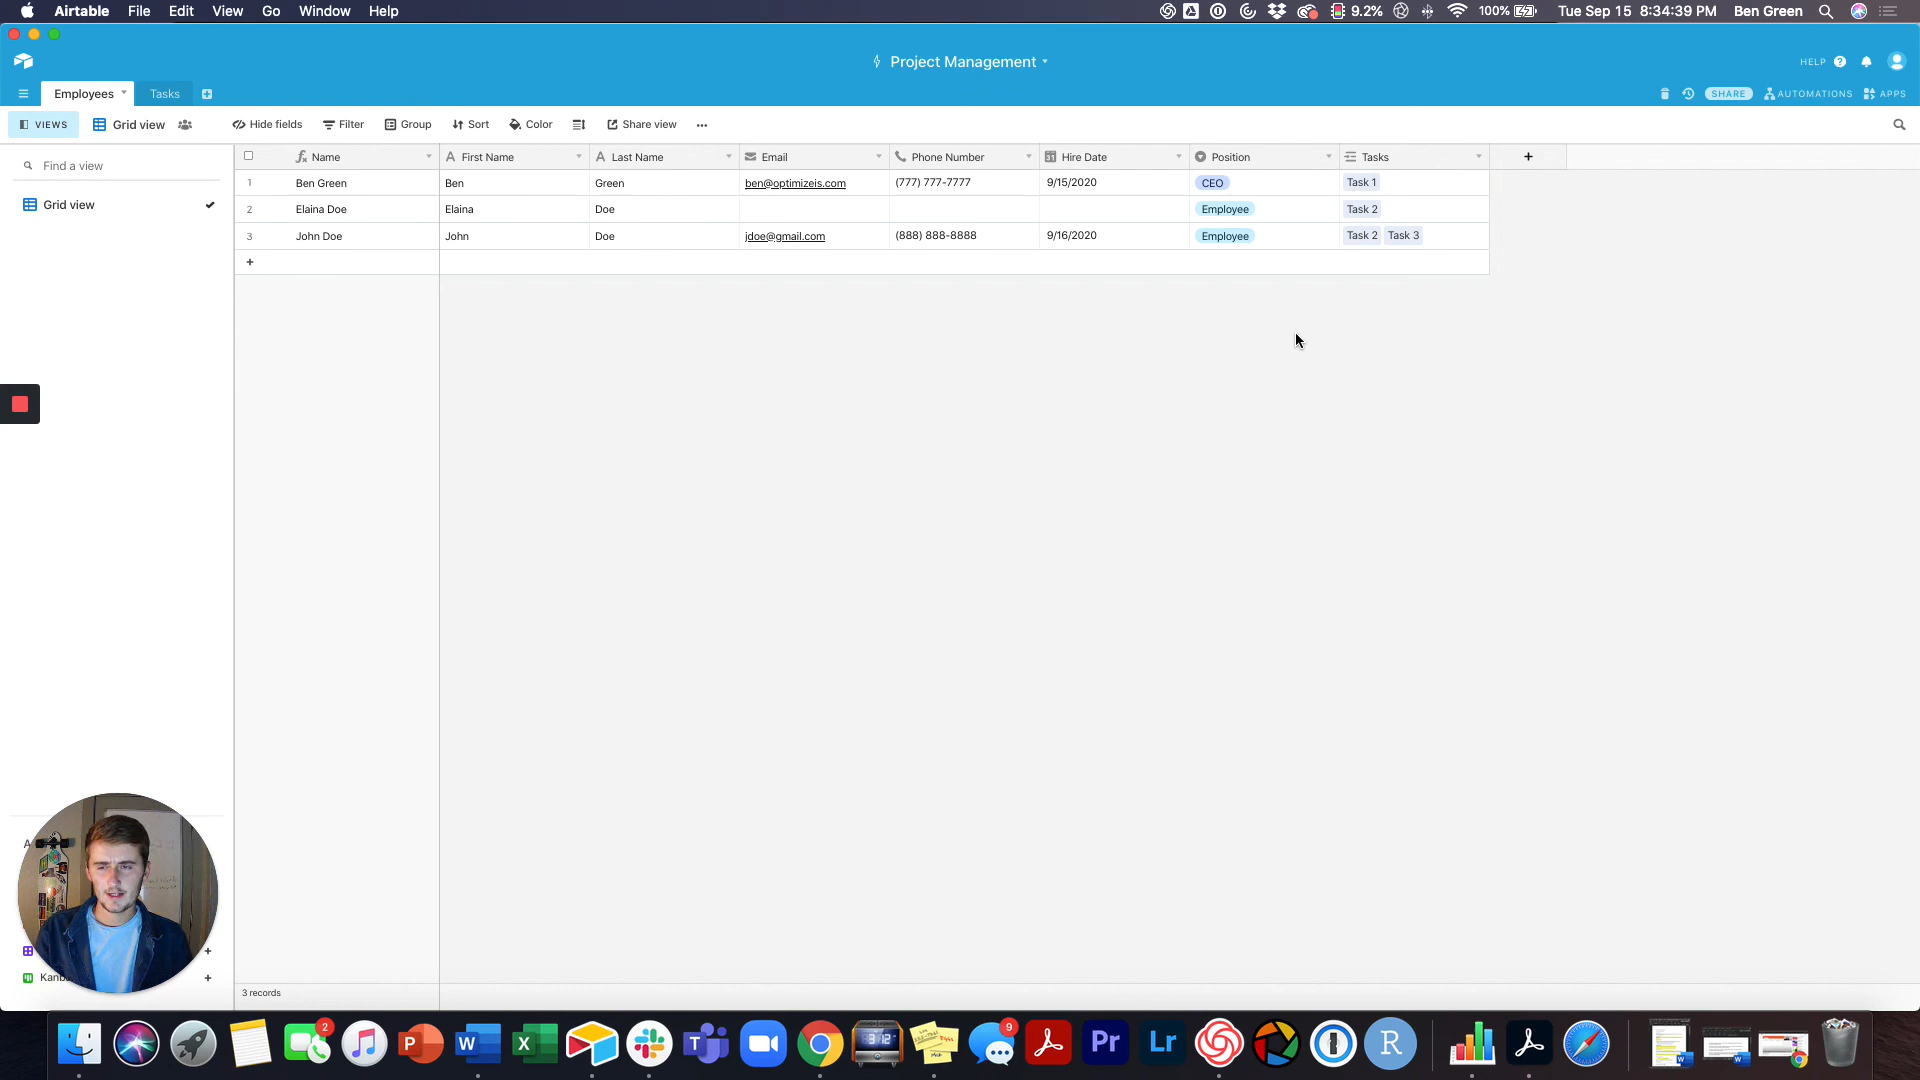 Airtable File Edit View Go Window Help 9.2% 100% Tue Sep 15 8:34:39 PM Ben Green
Project Management
HELP
Employees Tasks
SHARE AUTOMATIONS APPS
VIEWS Grid view Hide fields Filter Group Sort Color Share view
Find a view
Grid view
Name First Name Last Name Email Phone Number Hire Date Position Tasks
1 Ben Green Ben Green ben@optimizeis.com (777) 777-7777 9/15/2020 CEO Task 1
2 Elaina Doe Elaina Doe Employee Task 2
3 John Doe John Doe jdoe@gmail.com (888) 888-8888 9/16/2020 Employee Task 2 Task 3
3 records
2
P
W
X
T
9
Pr
Lr
R